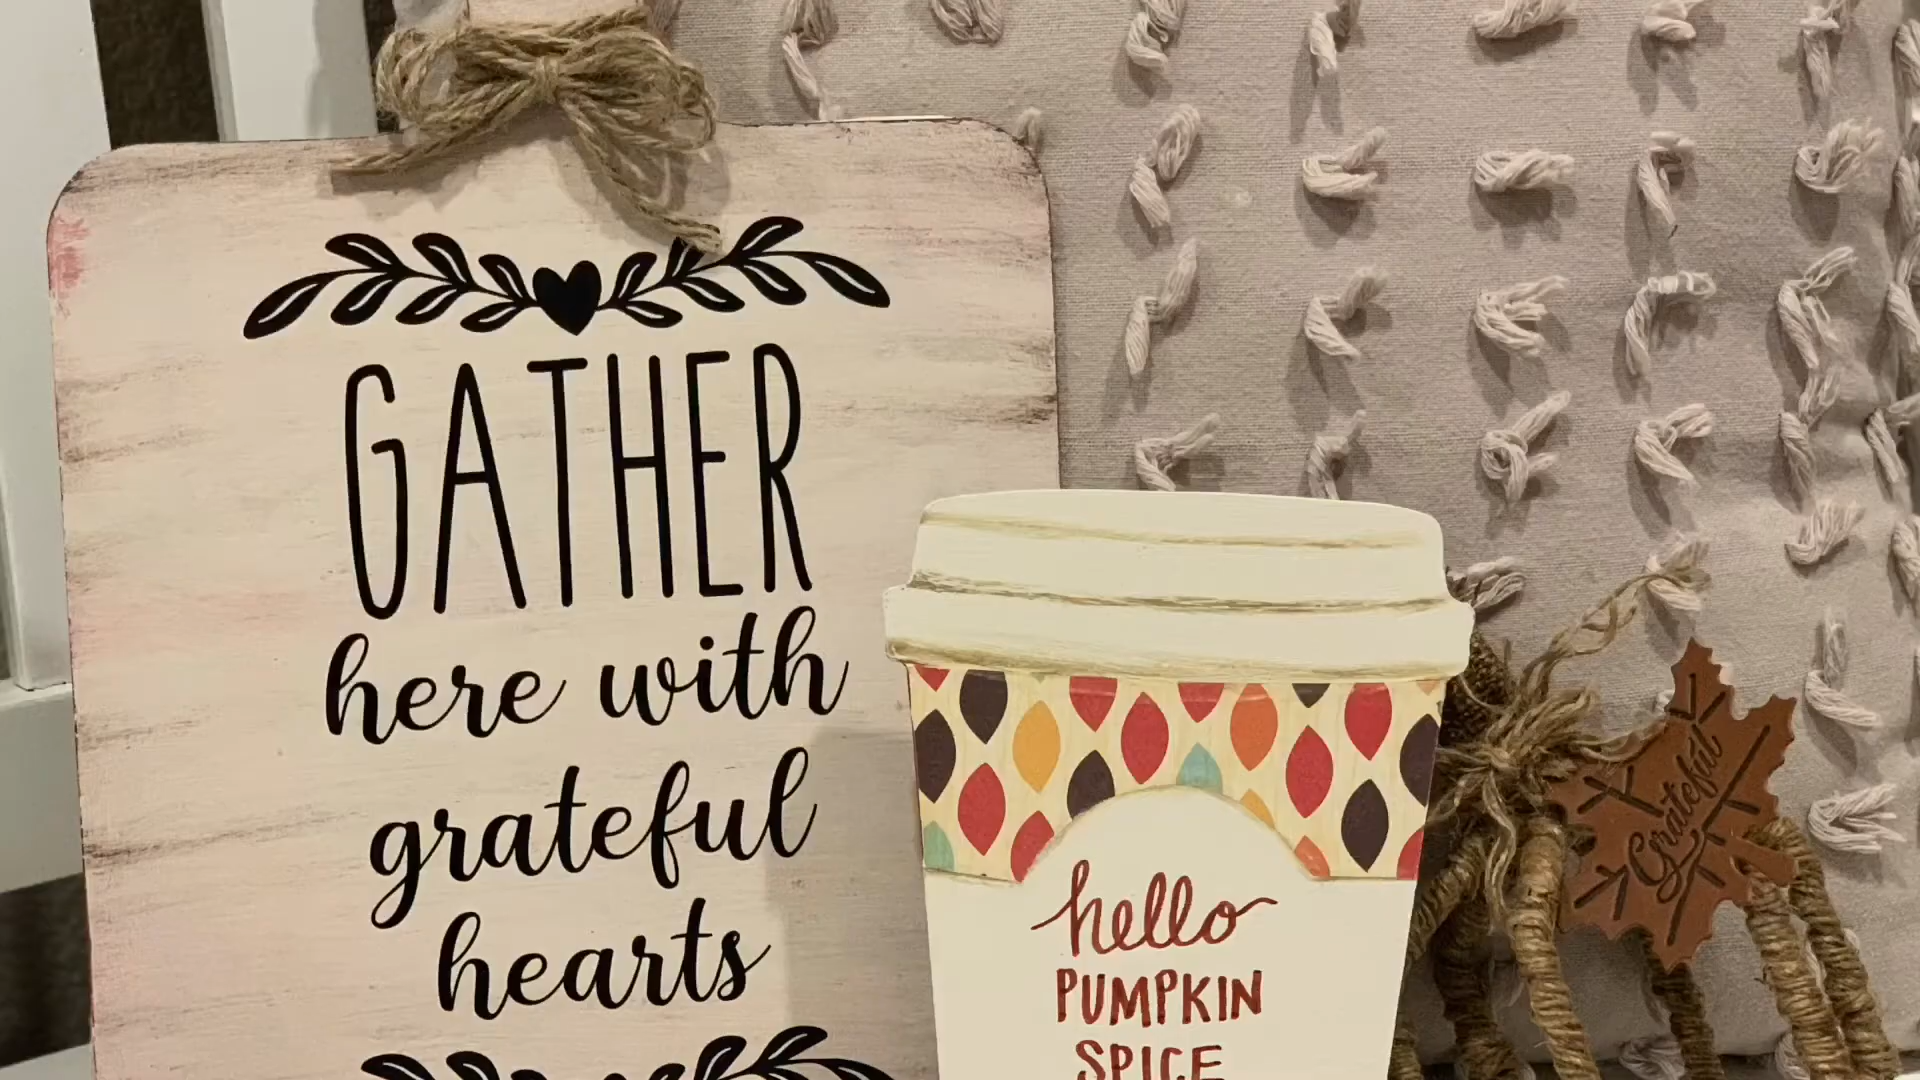 GATHER
here with
grateful
hearts
hello
PUMPKIN
SPICE
Grateful